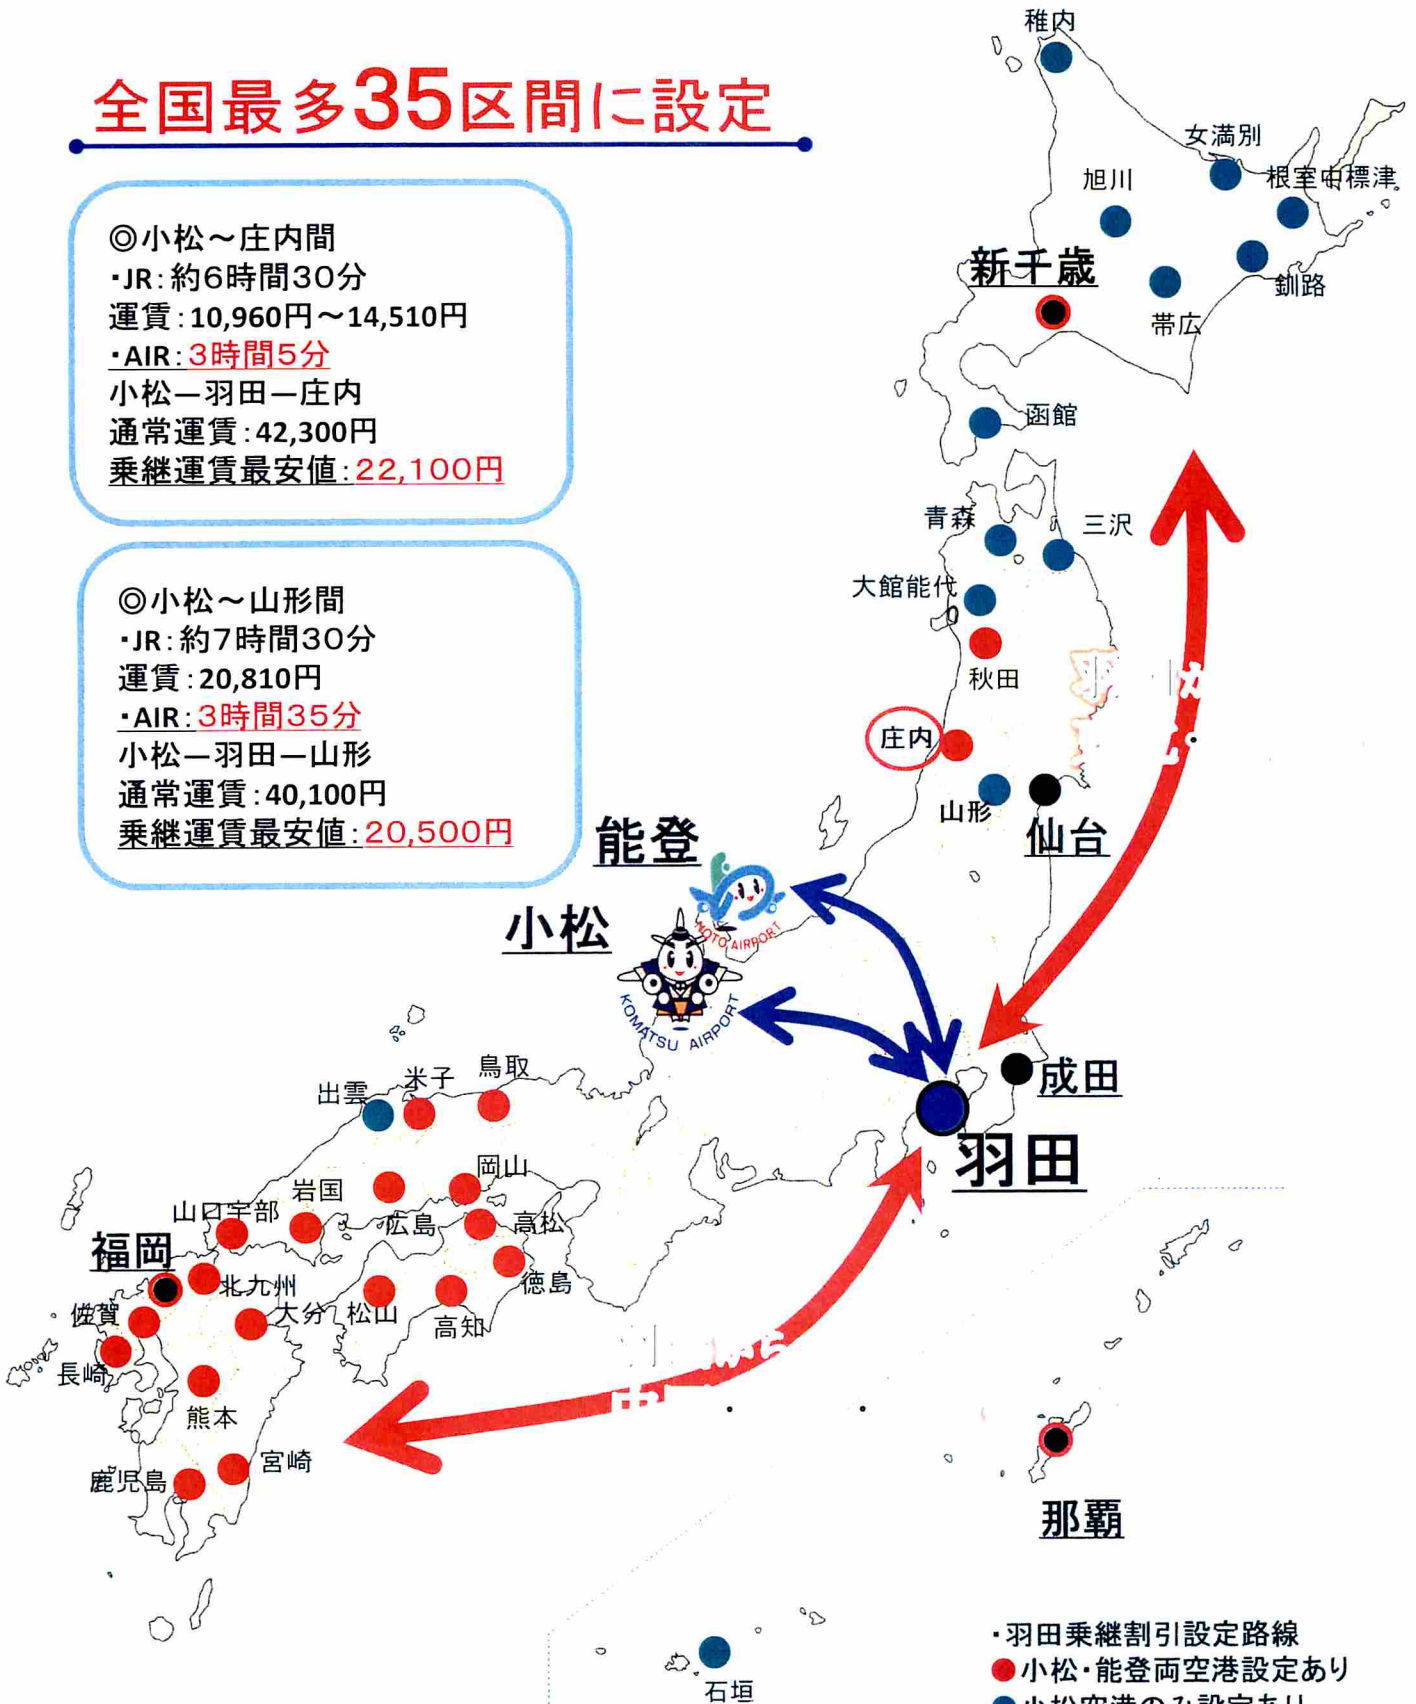 全国最多35区間に設定
◎小松～庄内間
・JR:約6時間30分
運賃:10,960円～14,510円
・AIR:3時間5分
小松―羽田―庄内
通常運賃:42,300円
乗継運賃最安値:22,100円
◎小松～山形間
・JR:約7時間30分
運賃:20,810円
・AIR:3時間35分
小松―羽田―山形
通常運賃:40,100円
乗継運賃最安値:20,500円
稚内
女満別
旭川
根室中標津
新千歳
釧路
帯広
函館
青森
三沢
大館能代
秋田
庄内
山形
仙台
能登
NOTO AIRPORT
小松
KOMATSU AIRPORT
成田
羽田
出雲
米子
鳥取
岡山
岩国
広島
高松
山口宇部
福岡
北九州
徳島
佐賀
大分
松山
高知
長崎
熊本
宮崎
鹿児島
那覇
石垣
・羽田乗継割引設定路線
●小松・能登両空港設定あり
●小松空港のみ設定あり